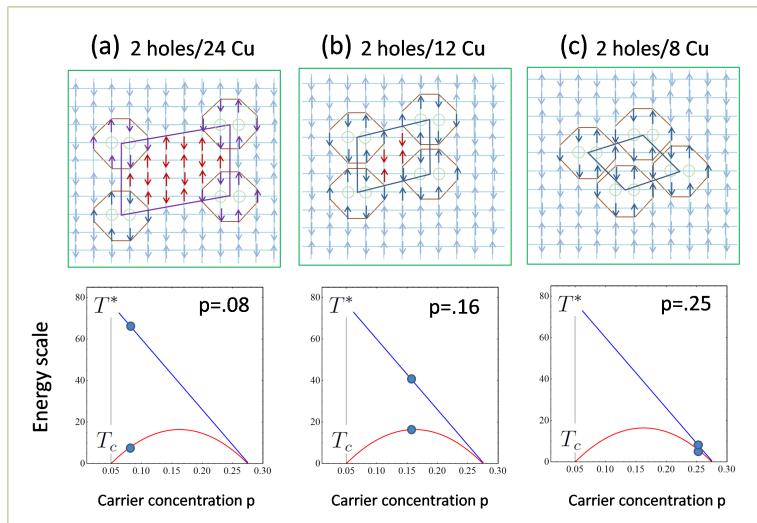 (a) 2 holes/24 Cu
(b) 2 holes/12 Cu
(c) 2 holes/8 Cu
Energy scale
80
60
40
20
0
T*
p=.08
T_c
0.05 0.10 0.15 0.20 0.25 0.30
Carrier concentration p
80
60
40
20
0
T*
p=.16
T_c
0.05 0.10 0.15 0.20 0.25 0.30
Carrier concentration p
80
60
40
20
0
T*
p=.25
T_c
0.05 0.10 0.15 0.20 0.25 0.30
Carrier concentration p